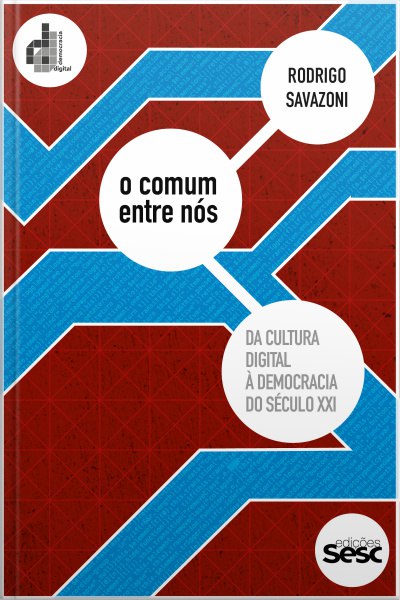 democracia
digital
RODRIGO
SAVAZONI
o comum
entre nós
DA CULTURA
DIGITAL
À DEMOCRACIA
DO SÉCULO XXI
edições
sesc